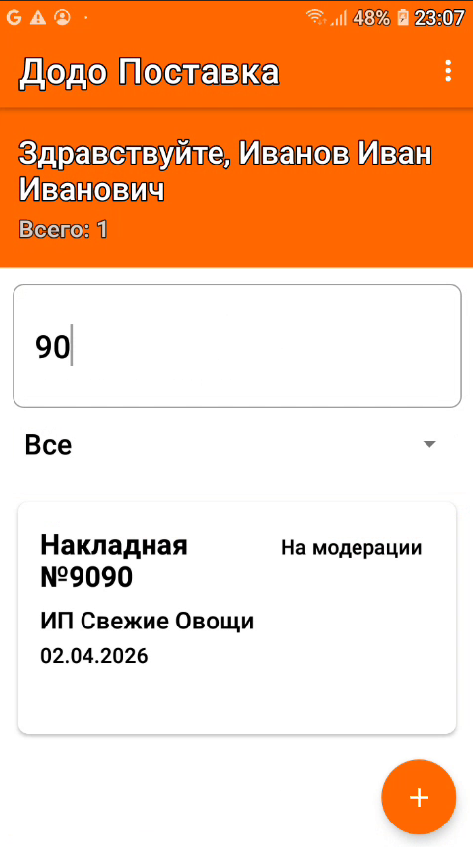 48% 23:07
Додо Поставка
Здравствуйте, Иванов Иван
Иванович
Всего: 1
90
Все
Накладная
№9090
На модерации
ИП Свежие Овощи
02.04.2026